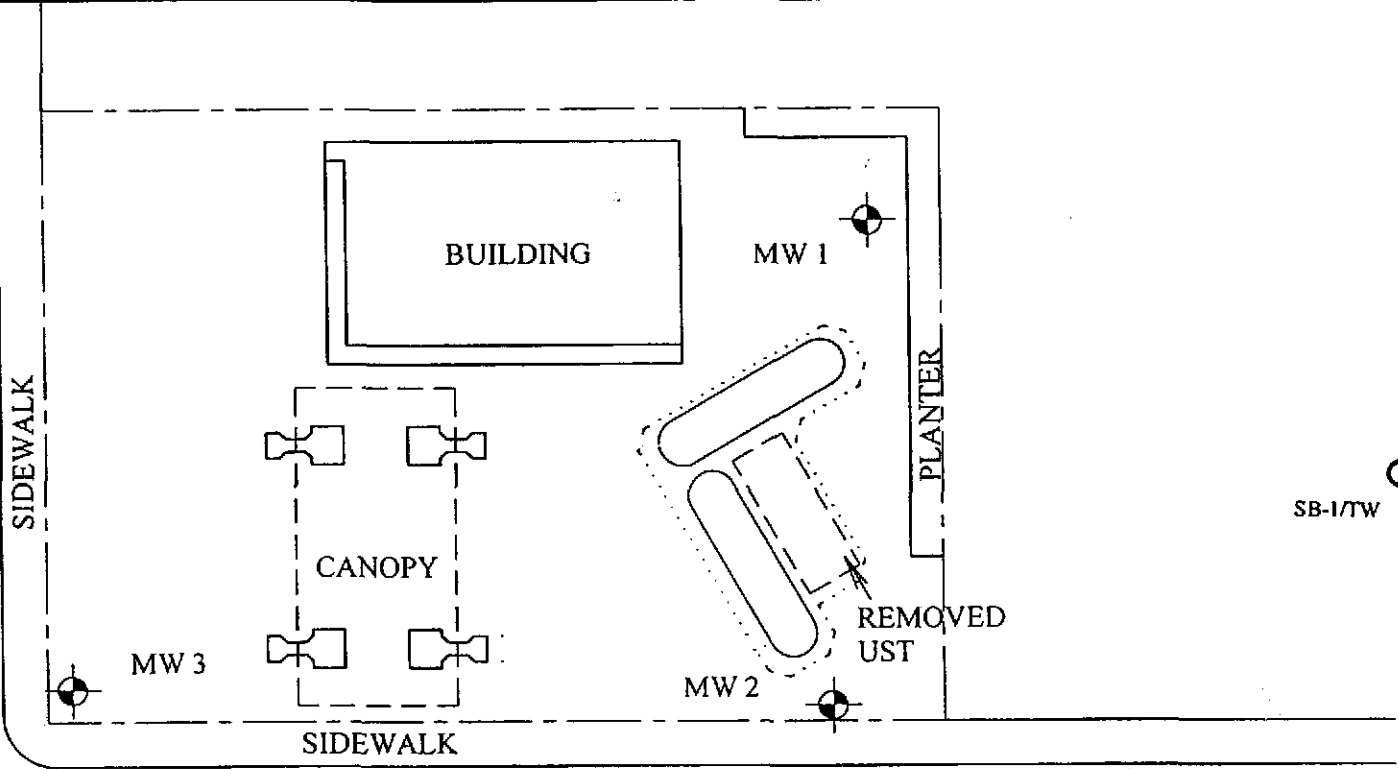 BUILDING
MW 1
SIDEWALK
PLANTER
SB-1/TW
CANOPY
REMOVED
UST
MW 3
MW 2
SIDEWALK